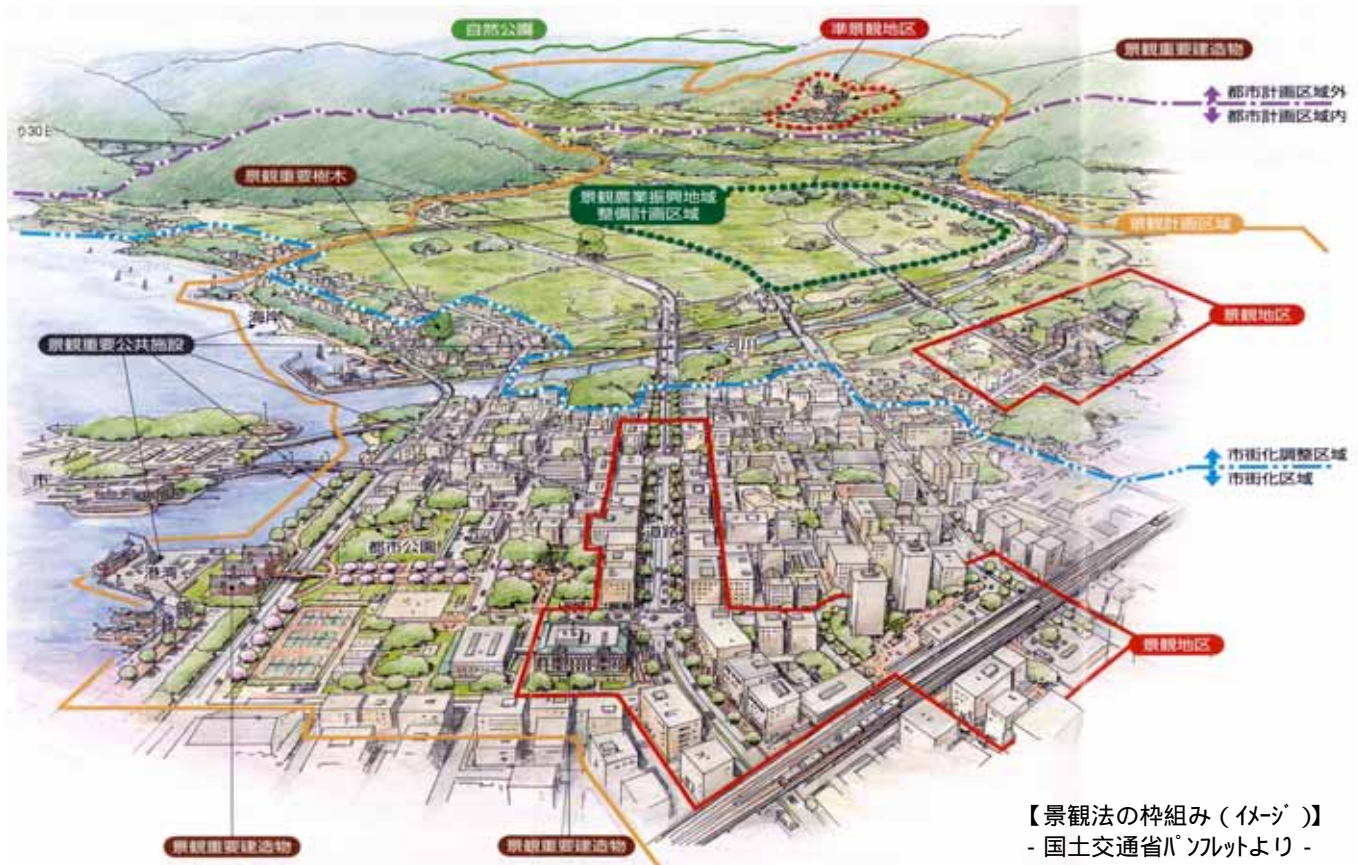 自然公園
準景観地区
景観重要建造物
都市計画区域外
都市計画区域内
景観重要樹木
景観農業振興地域
整備計画区域
景観計画区域
海岸
景観地区
景観重要公共施設
河川
市街化調整区域
市街化区域
道路
都市公園
港湾
景観地区
景観重要建造物
景観重要建造物
【景観法の枠組み(イメージ)】
- 国土交通省パンフレットより -